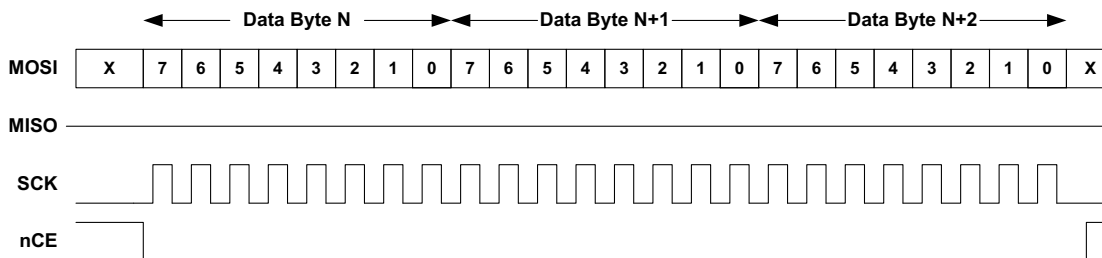 Data Byte N Data Byte N+1 Data Byte N+2
MOSI X 7 6 5 4 3 2 1 0 7 6 5 4 3 2 1 0 7 6 5 4 3 2 1 0 X
MISO
SCK
nCE